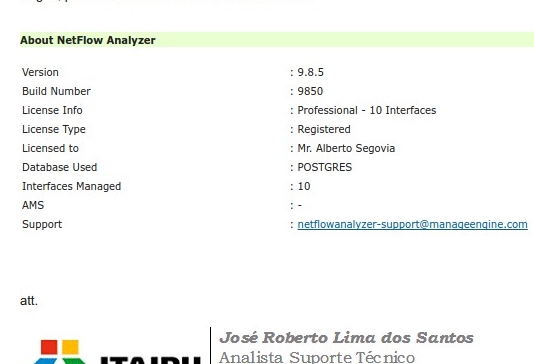 About NetFlow Analyzer
Version : 9.8.5
Build Number : 9850
License Info : Professional - 10 Interfaces
License Type : Registered
Licensed to : Mr. Alberto Segovia
Database Used : POSTGRES
Interfaces Managed : 10
AMS : -
Support : netflowanalyzer-support@manageengine.com
att.
ITAIPU
José Roberto Lima dos Santos
Analista Suporte Técnico